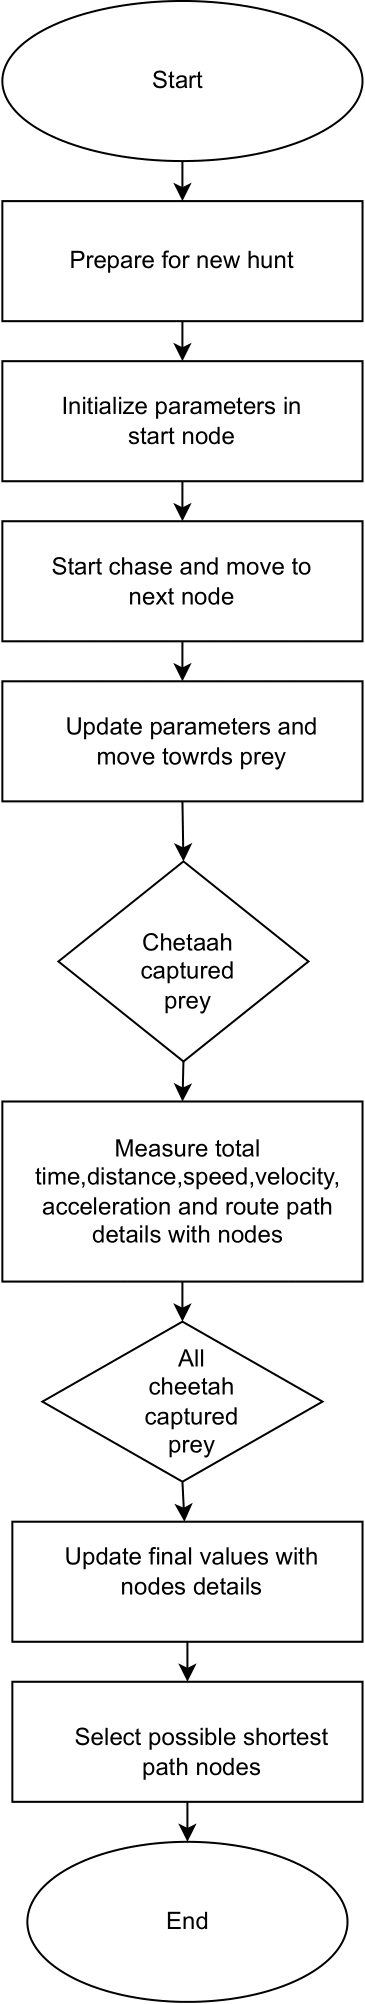 Start
Prepare for new hunt
Initialize parameters in
start node
Start chase and move to
next node
Update parameters and
move towrds prey
Chetaah
captured
prey
Measure total
time,distance,speed,velocity,
acceleration and route path
details with nodes
All
cheetah
captured
prey
Update final values with
nodes details
Select possible shortest
path nodes
End